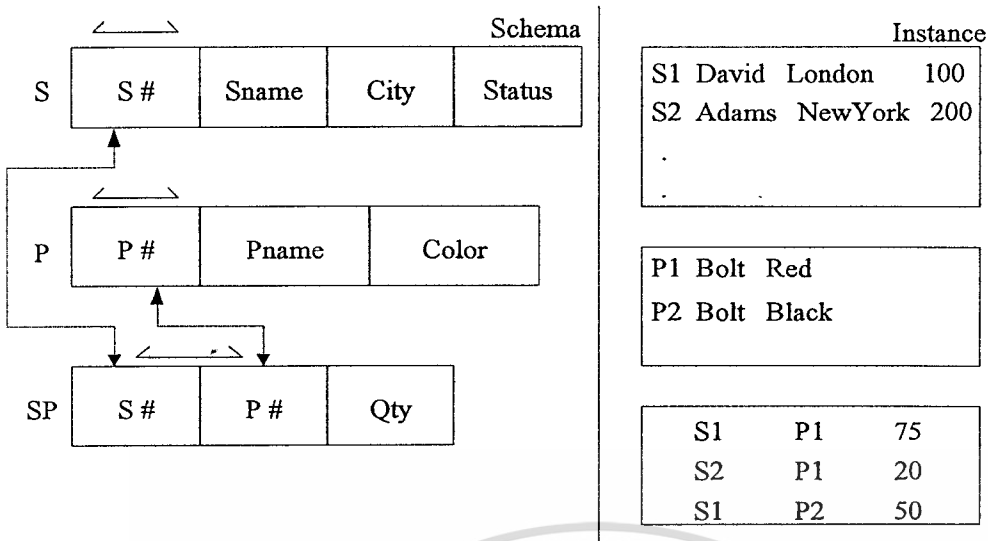 Schema
S S # Sname City Status
P P # Pname Color
SP S # P # Qty
Instance
S1 David London 100
S2 Adams NewYork 200
.
. .
P1 Bolt Red
P2 Bolt Black
S1 P1 75
S2 P1 20
S1 P2 50